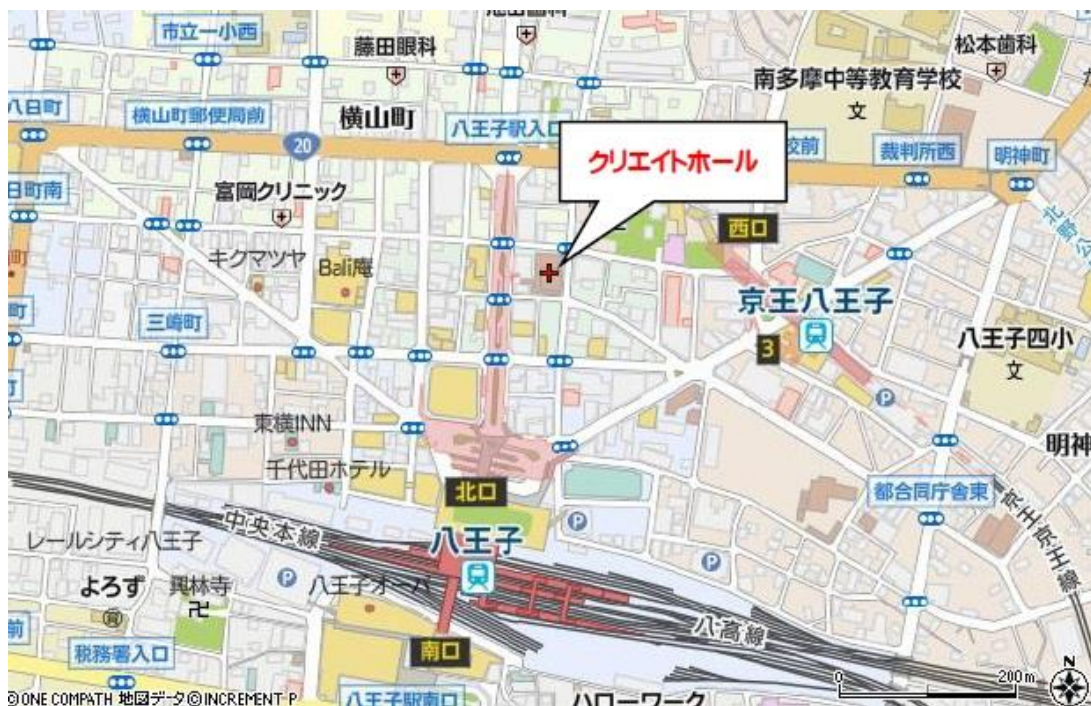 市立一小西
藤田眼科
松本歯科
南多摩中等教育学校
文
八日町
横山町郵便局前
横山町
20
八王子駅入口
クリエイトホール
校前
裁判所西
明神町
日町南
富岡クリニック
西口
キクマツヤ
Bali庵
京王八王子
三崎町
3
八王子四小
文
東横INN
千代田ホテル
明神
北口
都合同庁舎東
中央本線
八王子
京王京王線
レールシティ八王子
よろず
興林寺
八王子オーパ
八高線
前
税務署入口
南口
八王子駅南口
ハローワーク
0
200m
N
©ONE COMPATH 地図データ©INCREMENT P